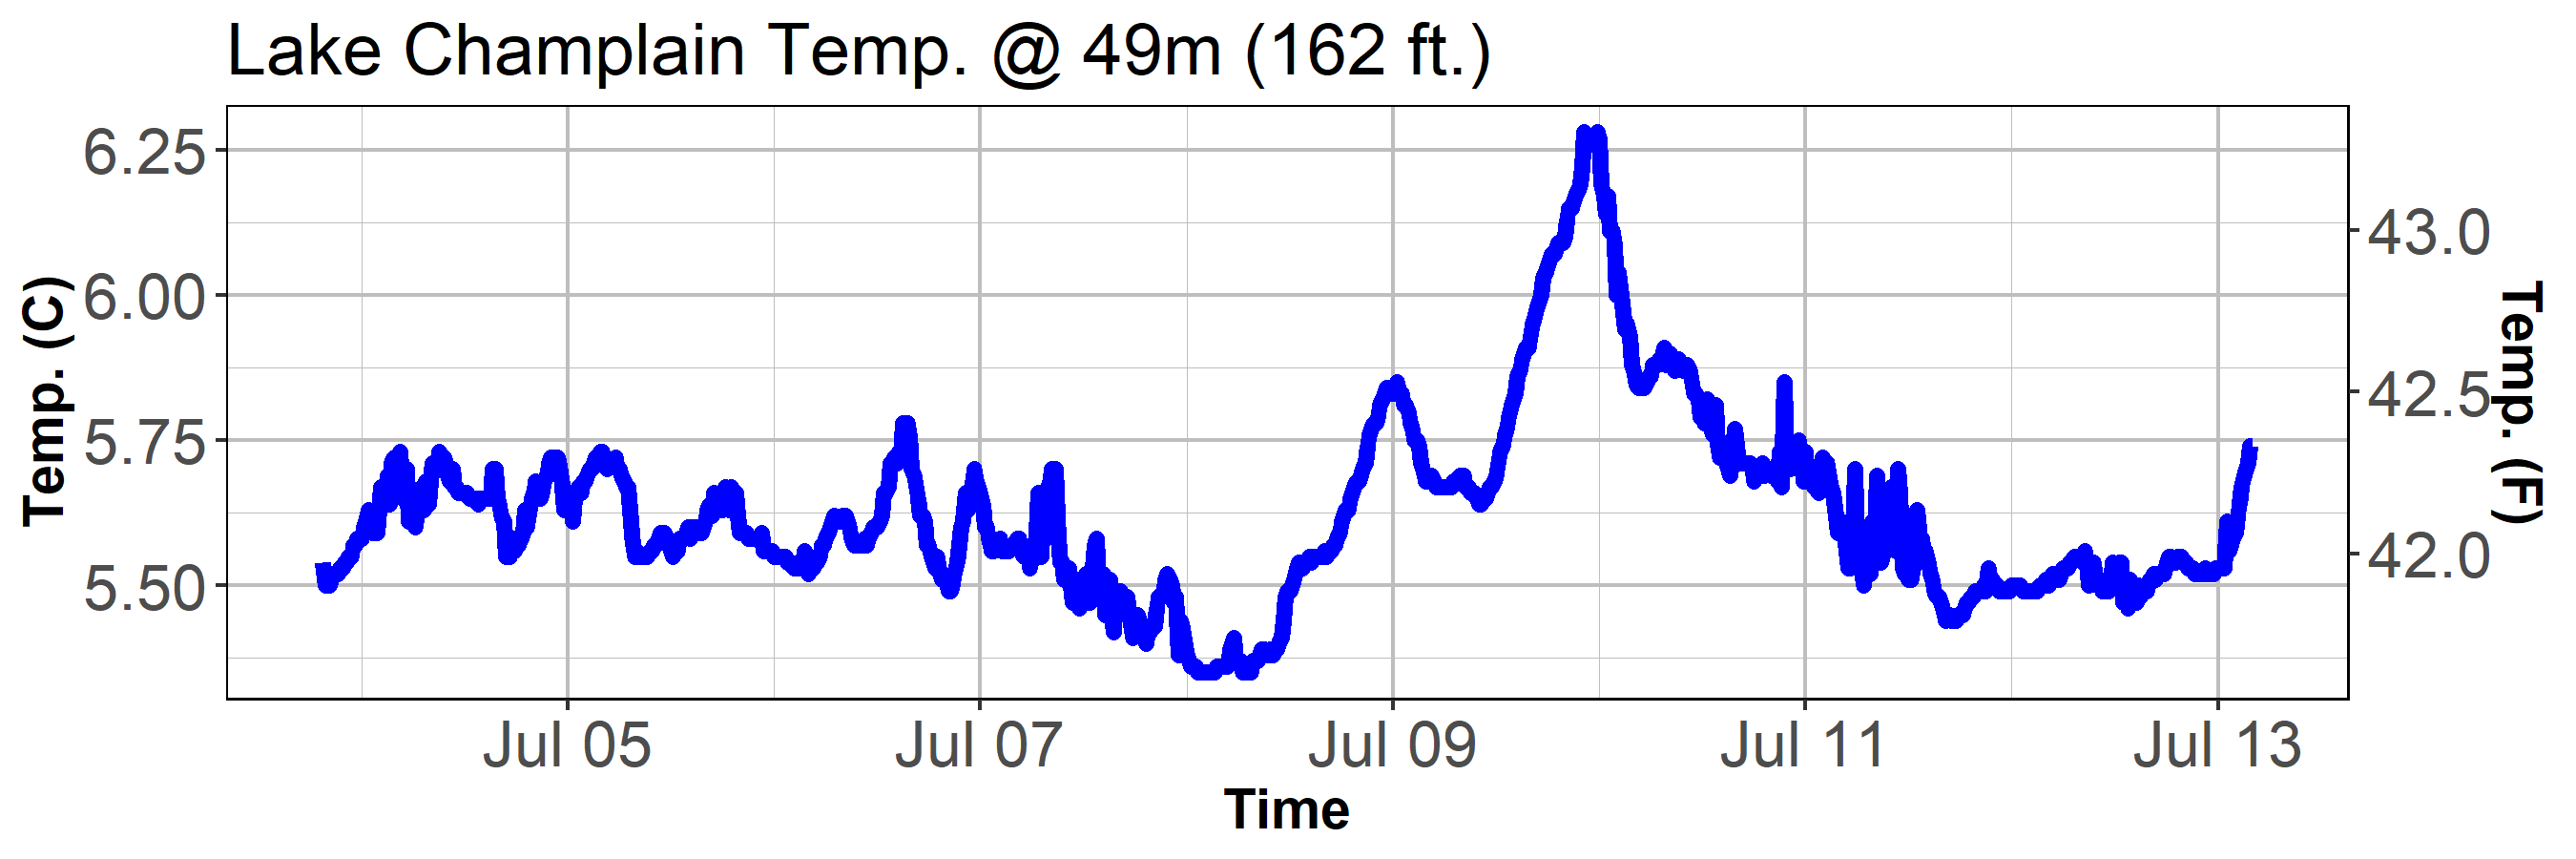 Lake Champlain Temp. @ 49m (162 ft.)
Temp. (C)
6.25
6.00
5.75
5.50
43.0
42.5
42.0
Temp. (F)
Jul 05 Jul 07 Jul 09 Jul 11 Jul 13
Time